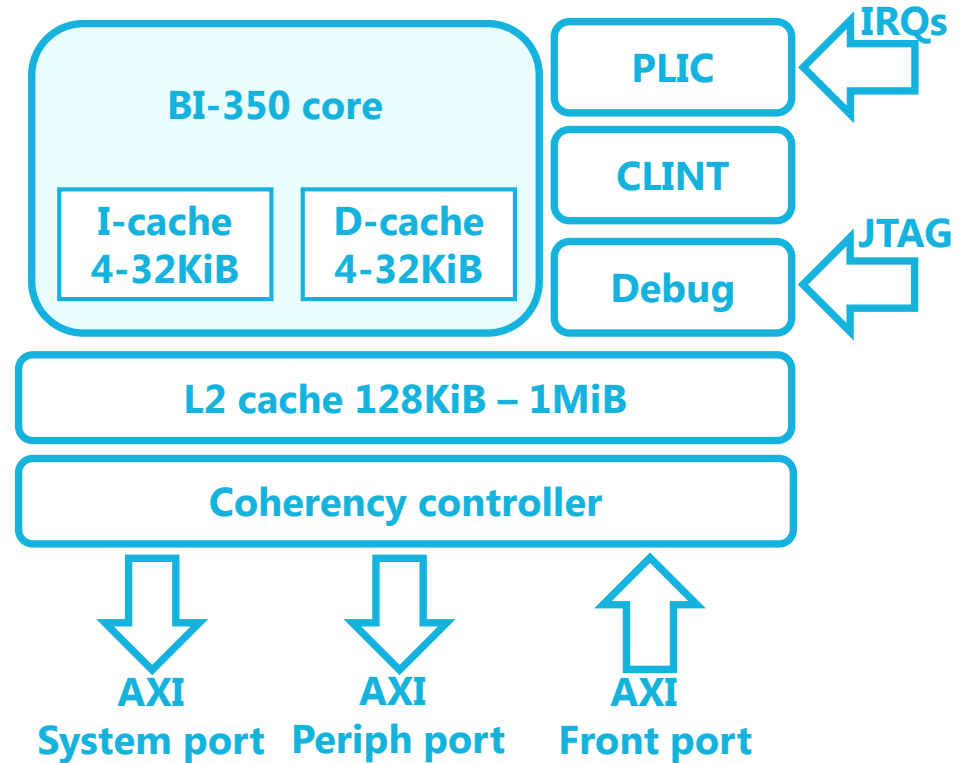 IRQs
BI-350 core
PLIC
CLINT
I-cache
4-32KiB
D-cache
4-32KiB
JTAG
Debug
L2 cache 128KiB – 1MiB
Coherency controller
AXI
System port
AXI
Periph port
AXI
Front port